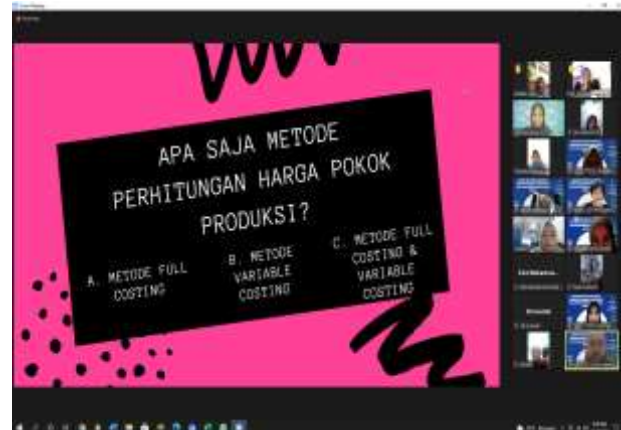 APA SAJA METODE
PERHITUNGAN HARGA POKOK
PRODUKSI?
A. METODE FULL
COSTING
B. METODE
VARIABLE
COSTING
C. METODE FULL
COSTING &
VARIABLE
COSTING